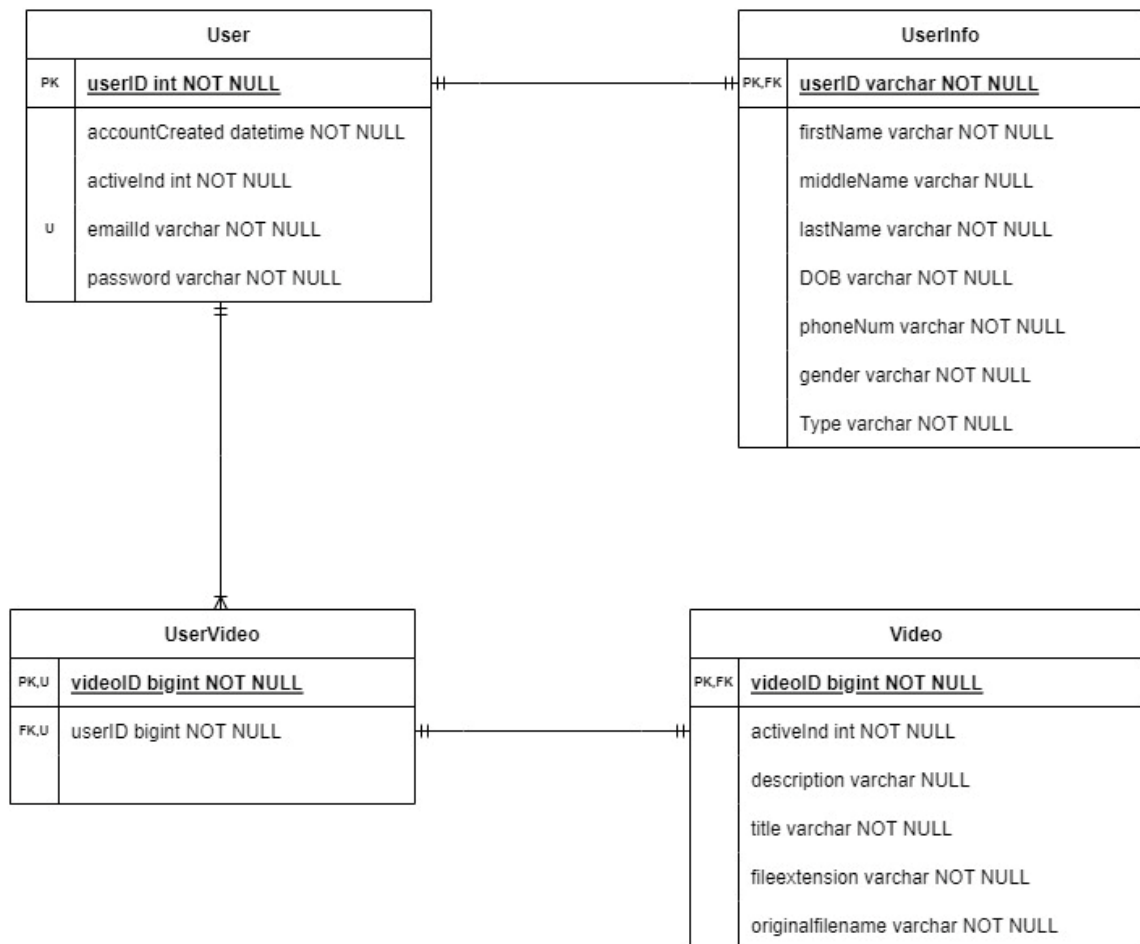 User
PK userID int NOT NULL
accountCreated datetime NOT NULL
activeInd int NOT NULL
U emailId varchar NOT NULL
password varchar NOT NULL
UserInfo
PK,FK userID varchar NOT NULL
firstName varchar NOT NULL
middleName varchar NULL
lastName varchar NOT NULL
DOB varchar NOT NULL
phoneNum varchar NOT NULL
gender varchar NOT NULL
Type varchar NOT NULL
UserVideo
PK,U videoID bigint NOT NULL
FK,U userID bigint NOT NULL
Video
PK,FK videoID bigint NOT NULL
activeInd int NOT NULL
description varchar NULL
title varchar NOT NULL
fileextension varchar NOT NULL
originalfilename varchar NOT NULL